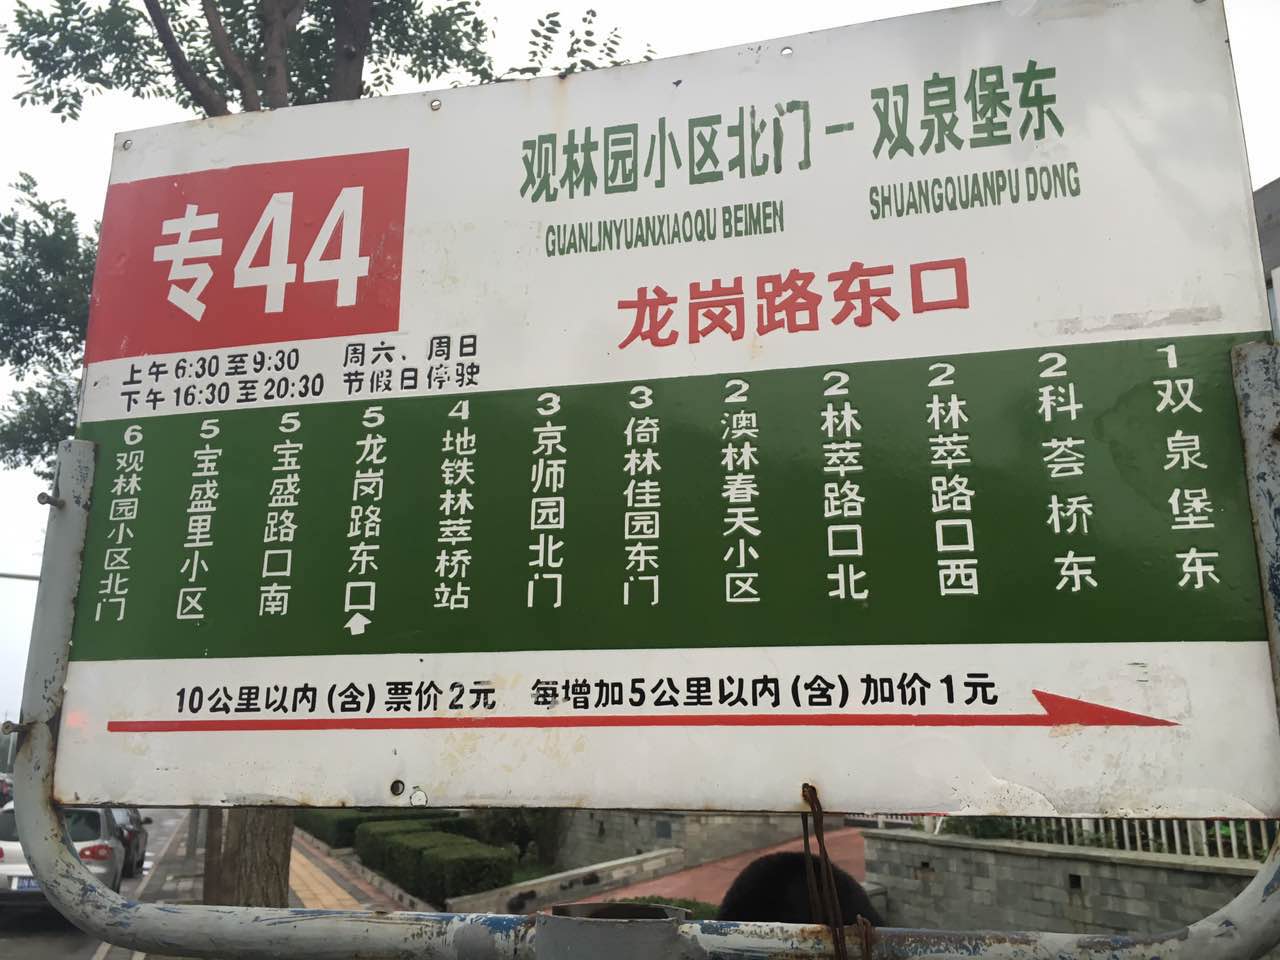 专44
观林园小区北门－双泉堡东
GUANLINYUANXIAOQU BEIMEN SHUANGQUANPU DONG
龙岗路东口
上午 6:30 至 9:30 周六、周日
下午 16:30 至 20:30 节假日停驶
6 观林园小区北门
5 宝盛里小区
5 宝盛路口南
5 龙岗路东口
4 地铁林萃桥站
3 京师园北门
3 倚林佳园东门
2 澳林春天小区
2 林萃路口北
2 林萃路口西
2 科荟桥东
1 双泉堡东
10公里以内(含)票价2元 每增加5公里以内(含)加价1元